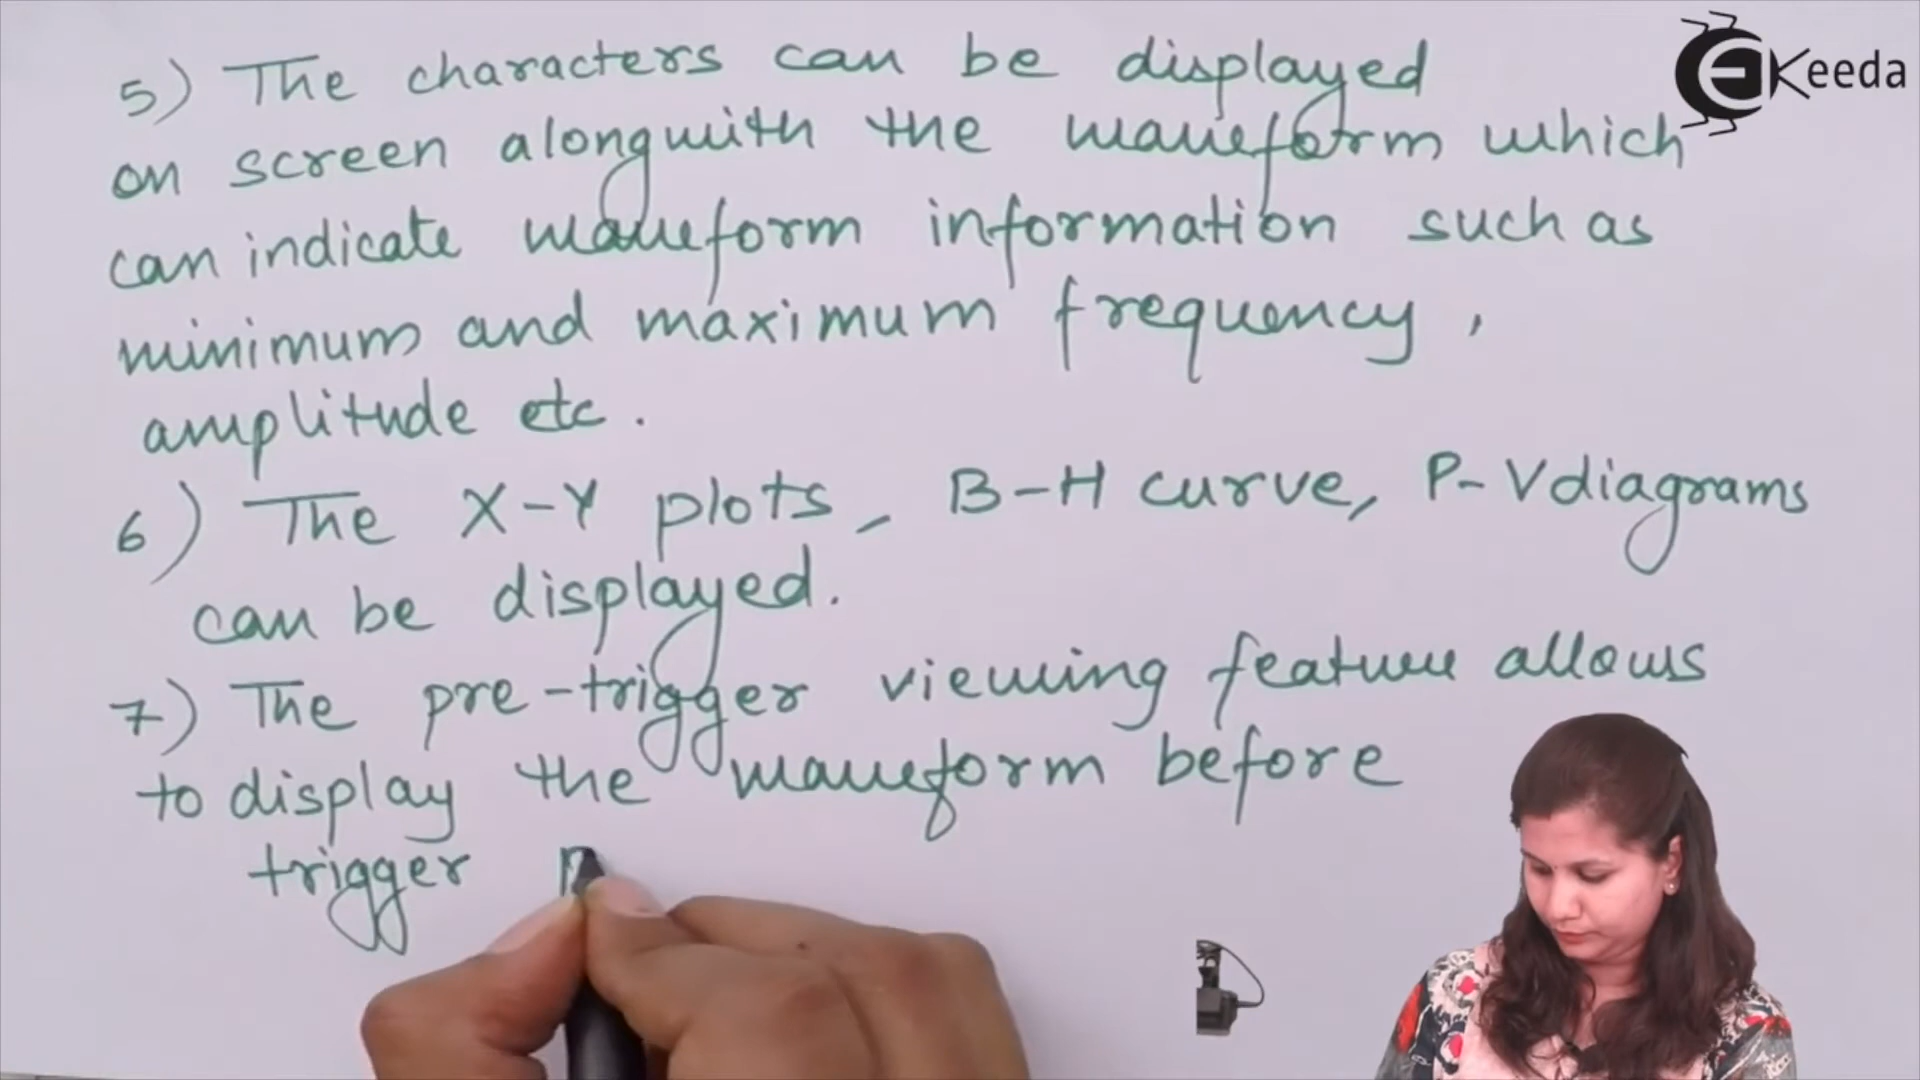 5) The characters can be displayed
on screen alongwith the waveform which
can indicate waveform information such as
minimum and maximum frequency,
amplitude etc.
6) The X-Y plots, B-H curve, P-V diagrams
can be displayed.
7) The pre-trigger viewing feature allows
to display the waveform before
trigger
EKeeda